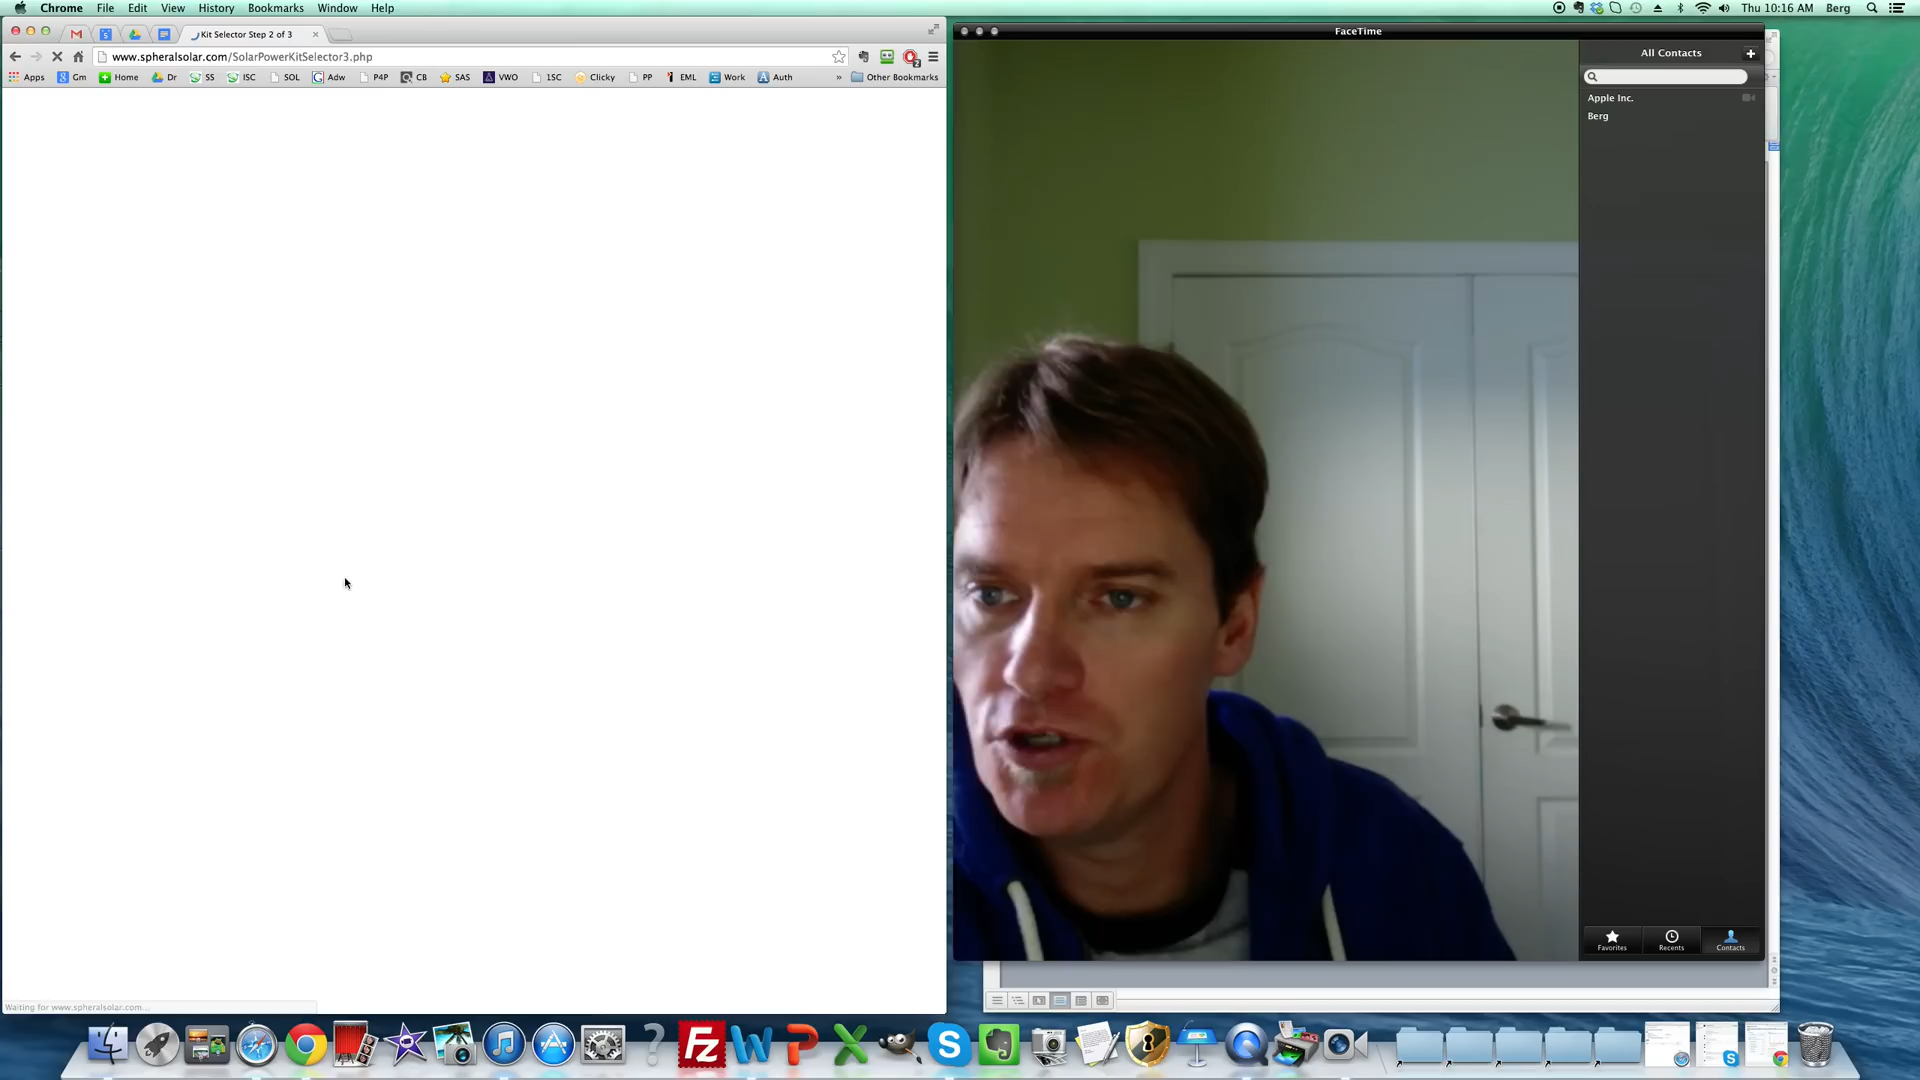 Chrome File Edit View History Bookmarks Window Help
Thu 10:16 AM Berg
Kit Selector Step 2 of 3
www.spheralsolar.com/SolarPowerKitSelector3.php
Apps Gm Home Dr SS ISC SOL Adw P4P CB SAS VWO 1SC Clicky PP EML Work Auth » Other Bookmarks
FaceTime
All Contacts
Apple Inc.
Berg
Favorites Recents Contacts
Waiting for www.spheralsolar.com...